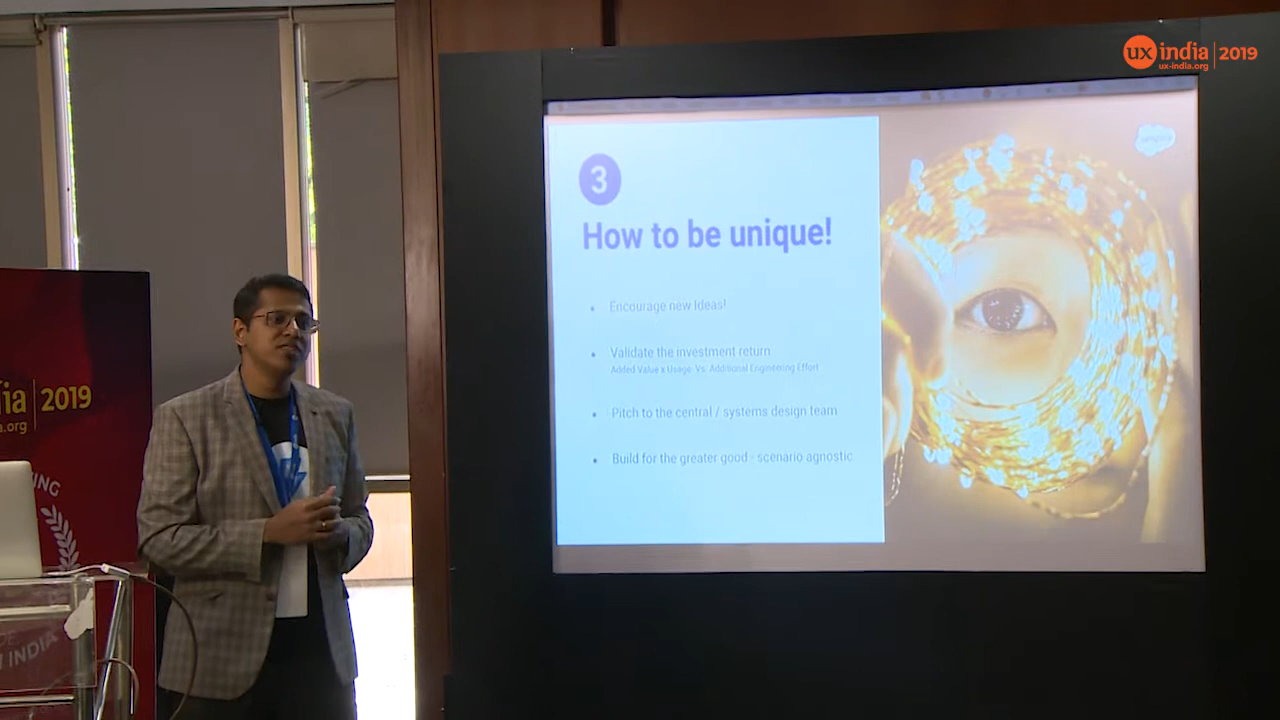 ux india 2019
ux-india.org
3
How to be unique!
Encourage new Ideas!
Validate the investment return
Added Value x Usage Vs. Additional Engineering Effort
Pitch to the central / systems design team
Build for the greater good - scenario agnostic
dia 2019
a.org
ING
INDIA